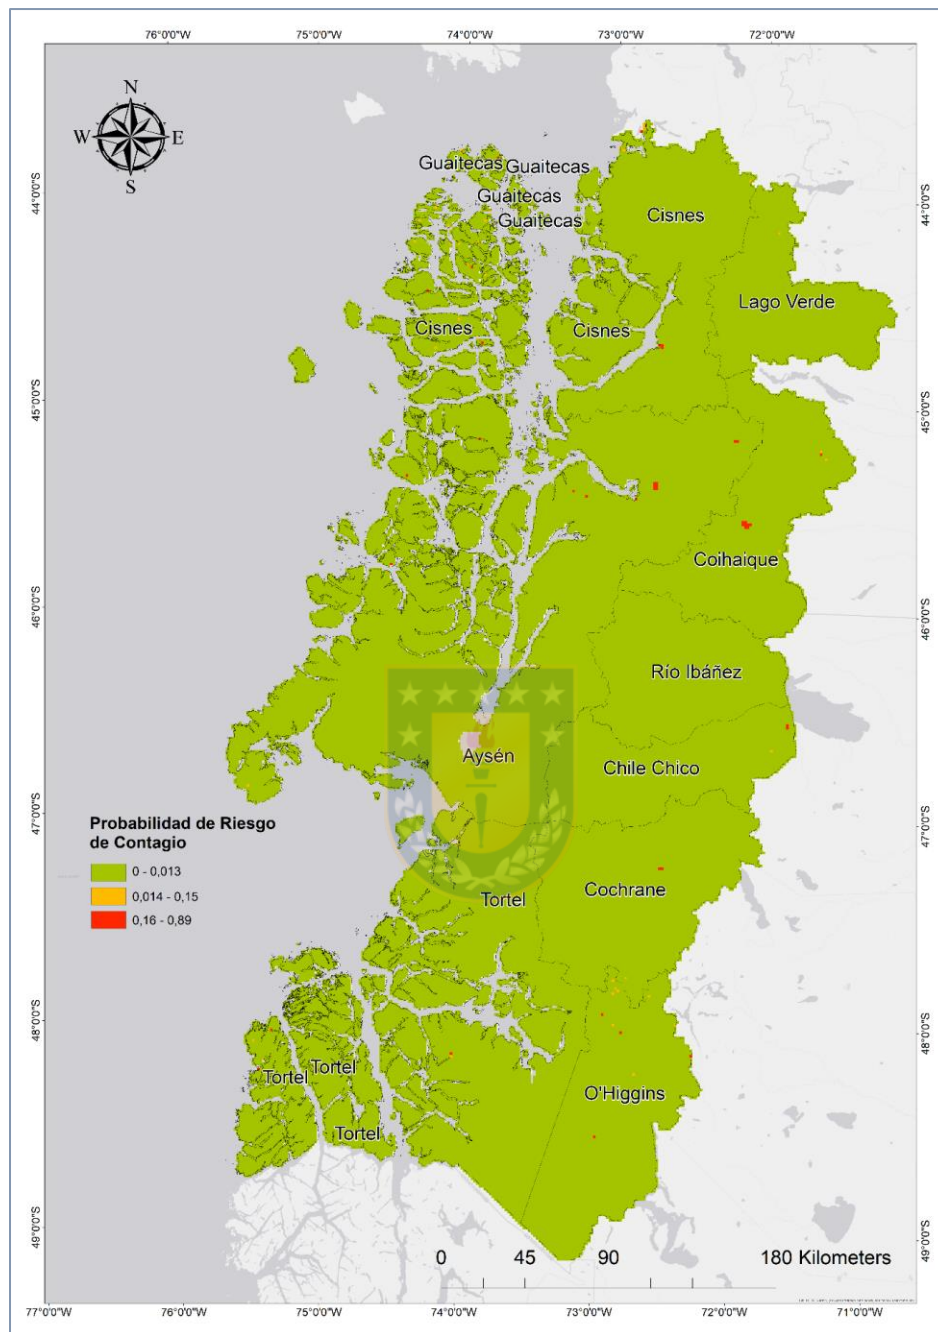 76°0'0"W
75°0'0"W
74°0'0"W
73°0'0"W
72°0'0"W
N
W
E
S
44°0'0"S
44°0'0"S
Guaitecas
Guaitecas
Guaitecas
Guaitecas
Cisnes
Lago Verde
Cisnes
Cisnes
45°0'0"S
45°0'0"S
Coihaique
46°0'0"S
46°0'0"S
Río Ibáñez
Aysén
Chile Chico
47°0'0"S
47°0'0"S
Probabilidad de Riesgo
de Contagio
0 - 0,013
0,014 - 0,15
0,16 - 0,89
Cochrane
Tortel
48°0'0"S
48°0'0"S
Tortel
Tortel
O'Higgins
Tortel
49°0'0"S
49°0'0"S
0 45 90 180 Kilometers
77°0'0"W
76°0'0"W
75°0'0"W
74°0'0"W
73°0'0"W
72°0'0"W
71°0'0"W